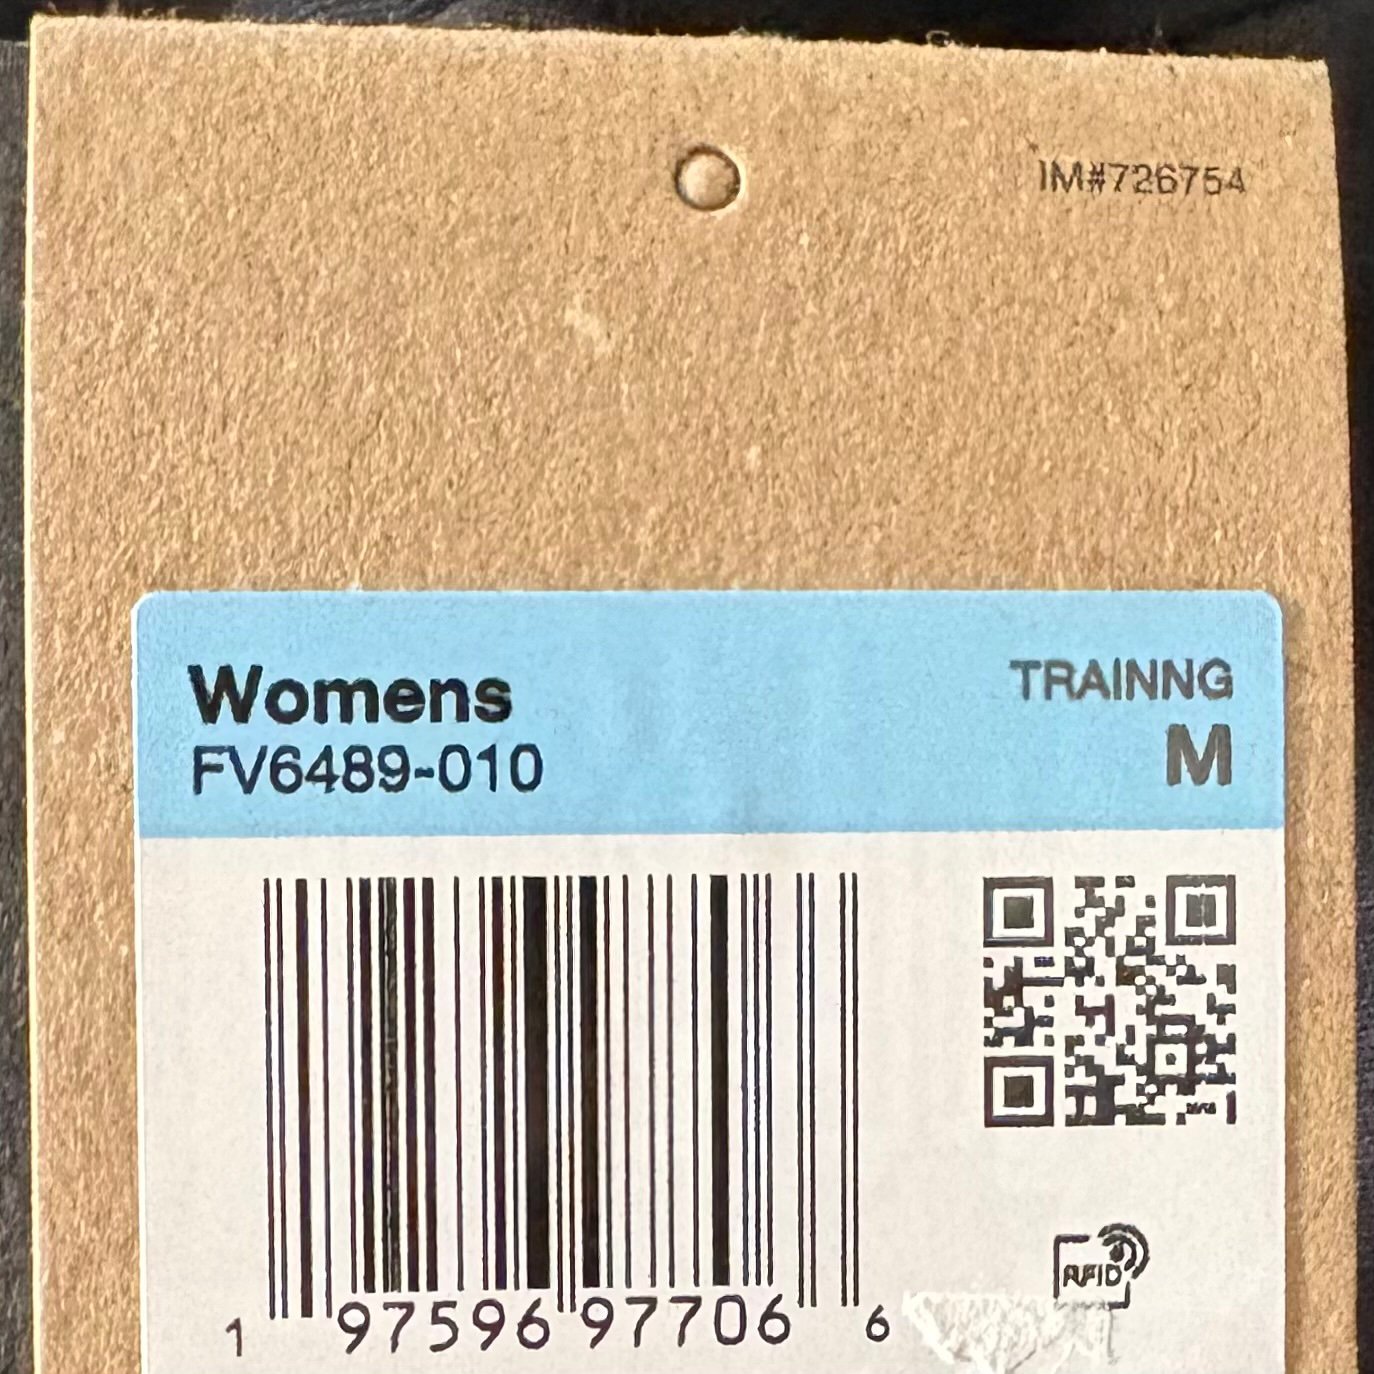 IM#726754
Womens
TRAINNG
FV6489-010
M
RFID
1 97596 97706 6